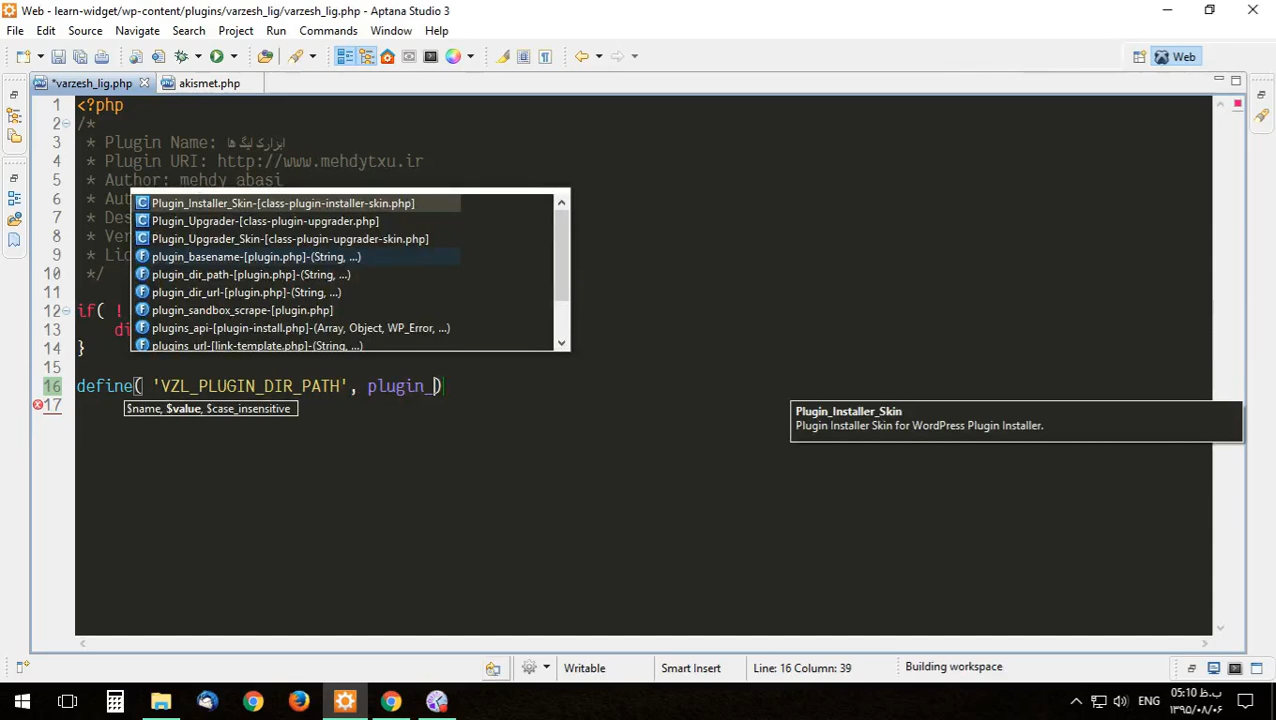 Web - learn-widget/wp-content/plugins/varzesh_lig/varzesh_lig.php - Aptana Studio 3
File Edit Source Navigate Search Project Run Commands Window Help
Web
*varzesh_lig.php akismet.php
1 <?php
2 /*
3 * Plugin Name: ابزارک لیگ ها
4 * Plugin URI: http://www.mehdytxu.ir
5 * Author: mehdy abasi
6 * Aut
7 * Des
8 * Ver
9 * Lic
10 */
11
12 if( !
13 di
14 }
15
16 define( 'VZL_PLUGIN_DIR_PATH', plugin_)
17
Plugin_Installer_Skin-[class-plugin-installer-skin.php]
Plugin_Upgrader-[class-plugin-upgrader.php]
Plugin_Upgrader_Skin-[class-plugin-upgrader-skin.php]
plugin_basename-[plugin.php]-(String, ...)
plugin_dir_path-[plugin.php]-(String, ...)
plugin_dir_url-[plugin.php]-(String, ...)
plugin_sandbox_scrape-[plugin.php]
plugins_api-[plugin-install.php]-(Array, Object, WP_Error, ...)
plugins_url-[link-template.php]-(String, ...)
$name, $value, $case_insensitive
Plugin_Installer_Skin
Plugin Installer Skin for WordPress Plugin Installer.
Writable Smart Insert Line: 16 Column: 39 Building workspace
ENG
05:10 ب.ظ
۱۳۹۵/۰۸/۰۶